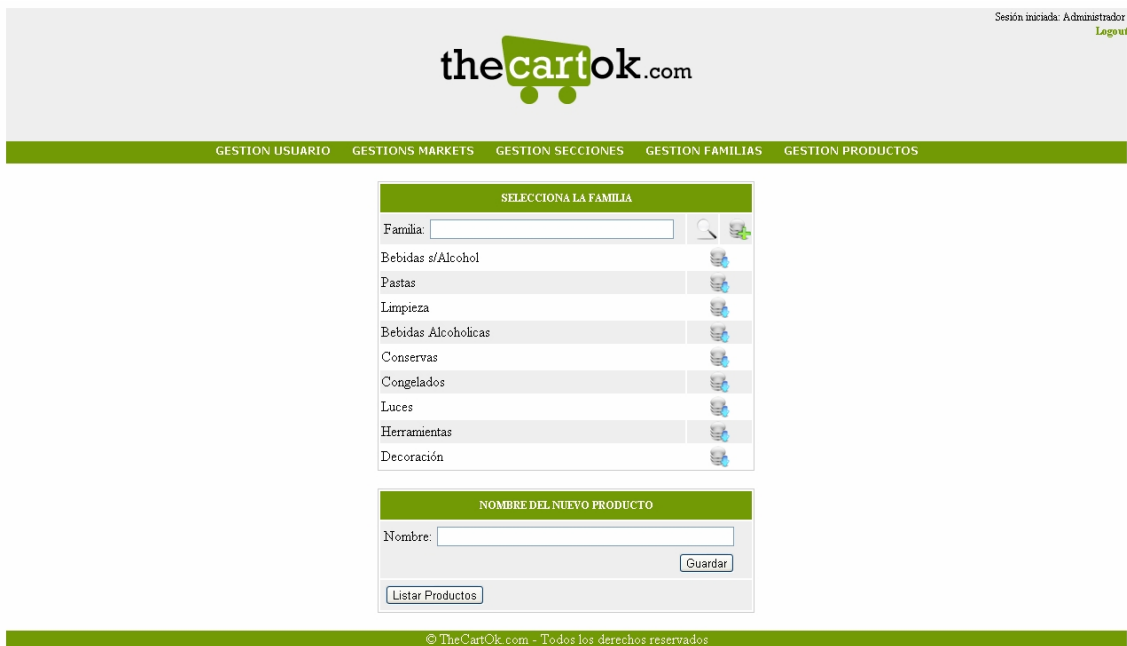 Sesión iniciada: Administrador
Logout
thecartok.com
GESTION USUARIO GESTIONS MARKETS GESTION SECCIONES GESTION FAMILIAS GESTION PRODUCTOS
SELECCIONA LA FAMILIA
Familia:
Bebidas s/Alcohol
Pastas
Limpieza
Bebidas Alcoholicas
Conservas
Congelados
Luces
Herramientas
Decoración
NOMBRE DEL NUEVO PRODUCTO
Nombre:
Guardar
Listar Productos
© TheCartOk.com - Todos los derechos reservados